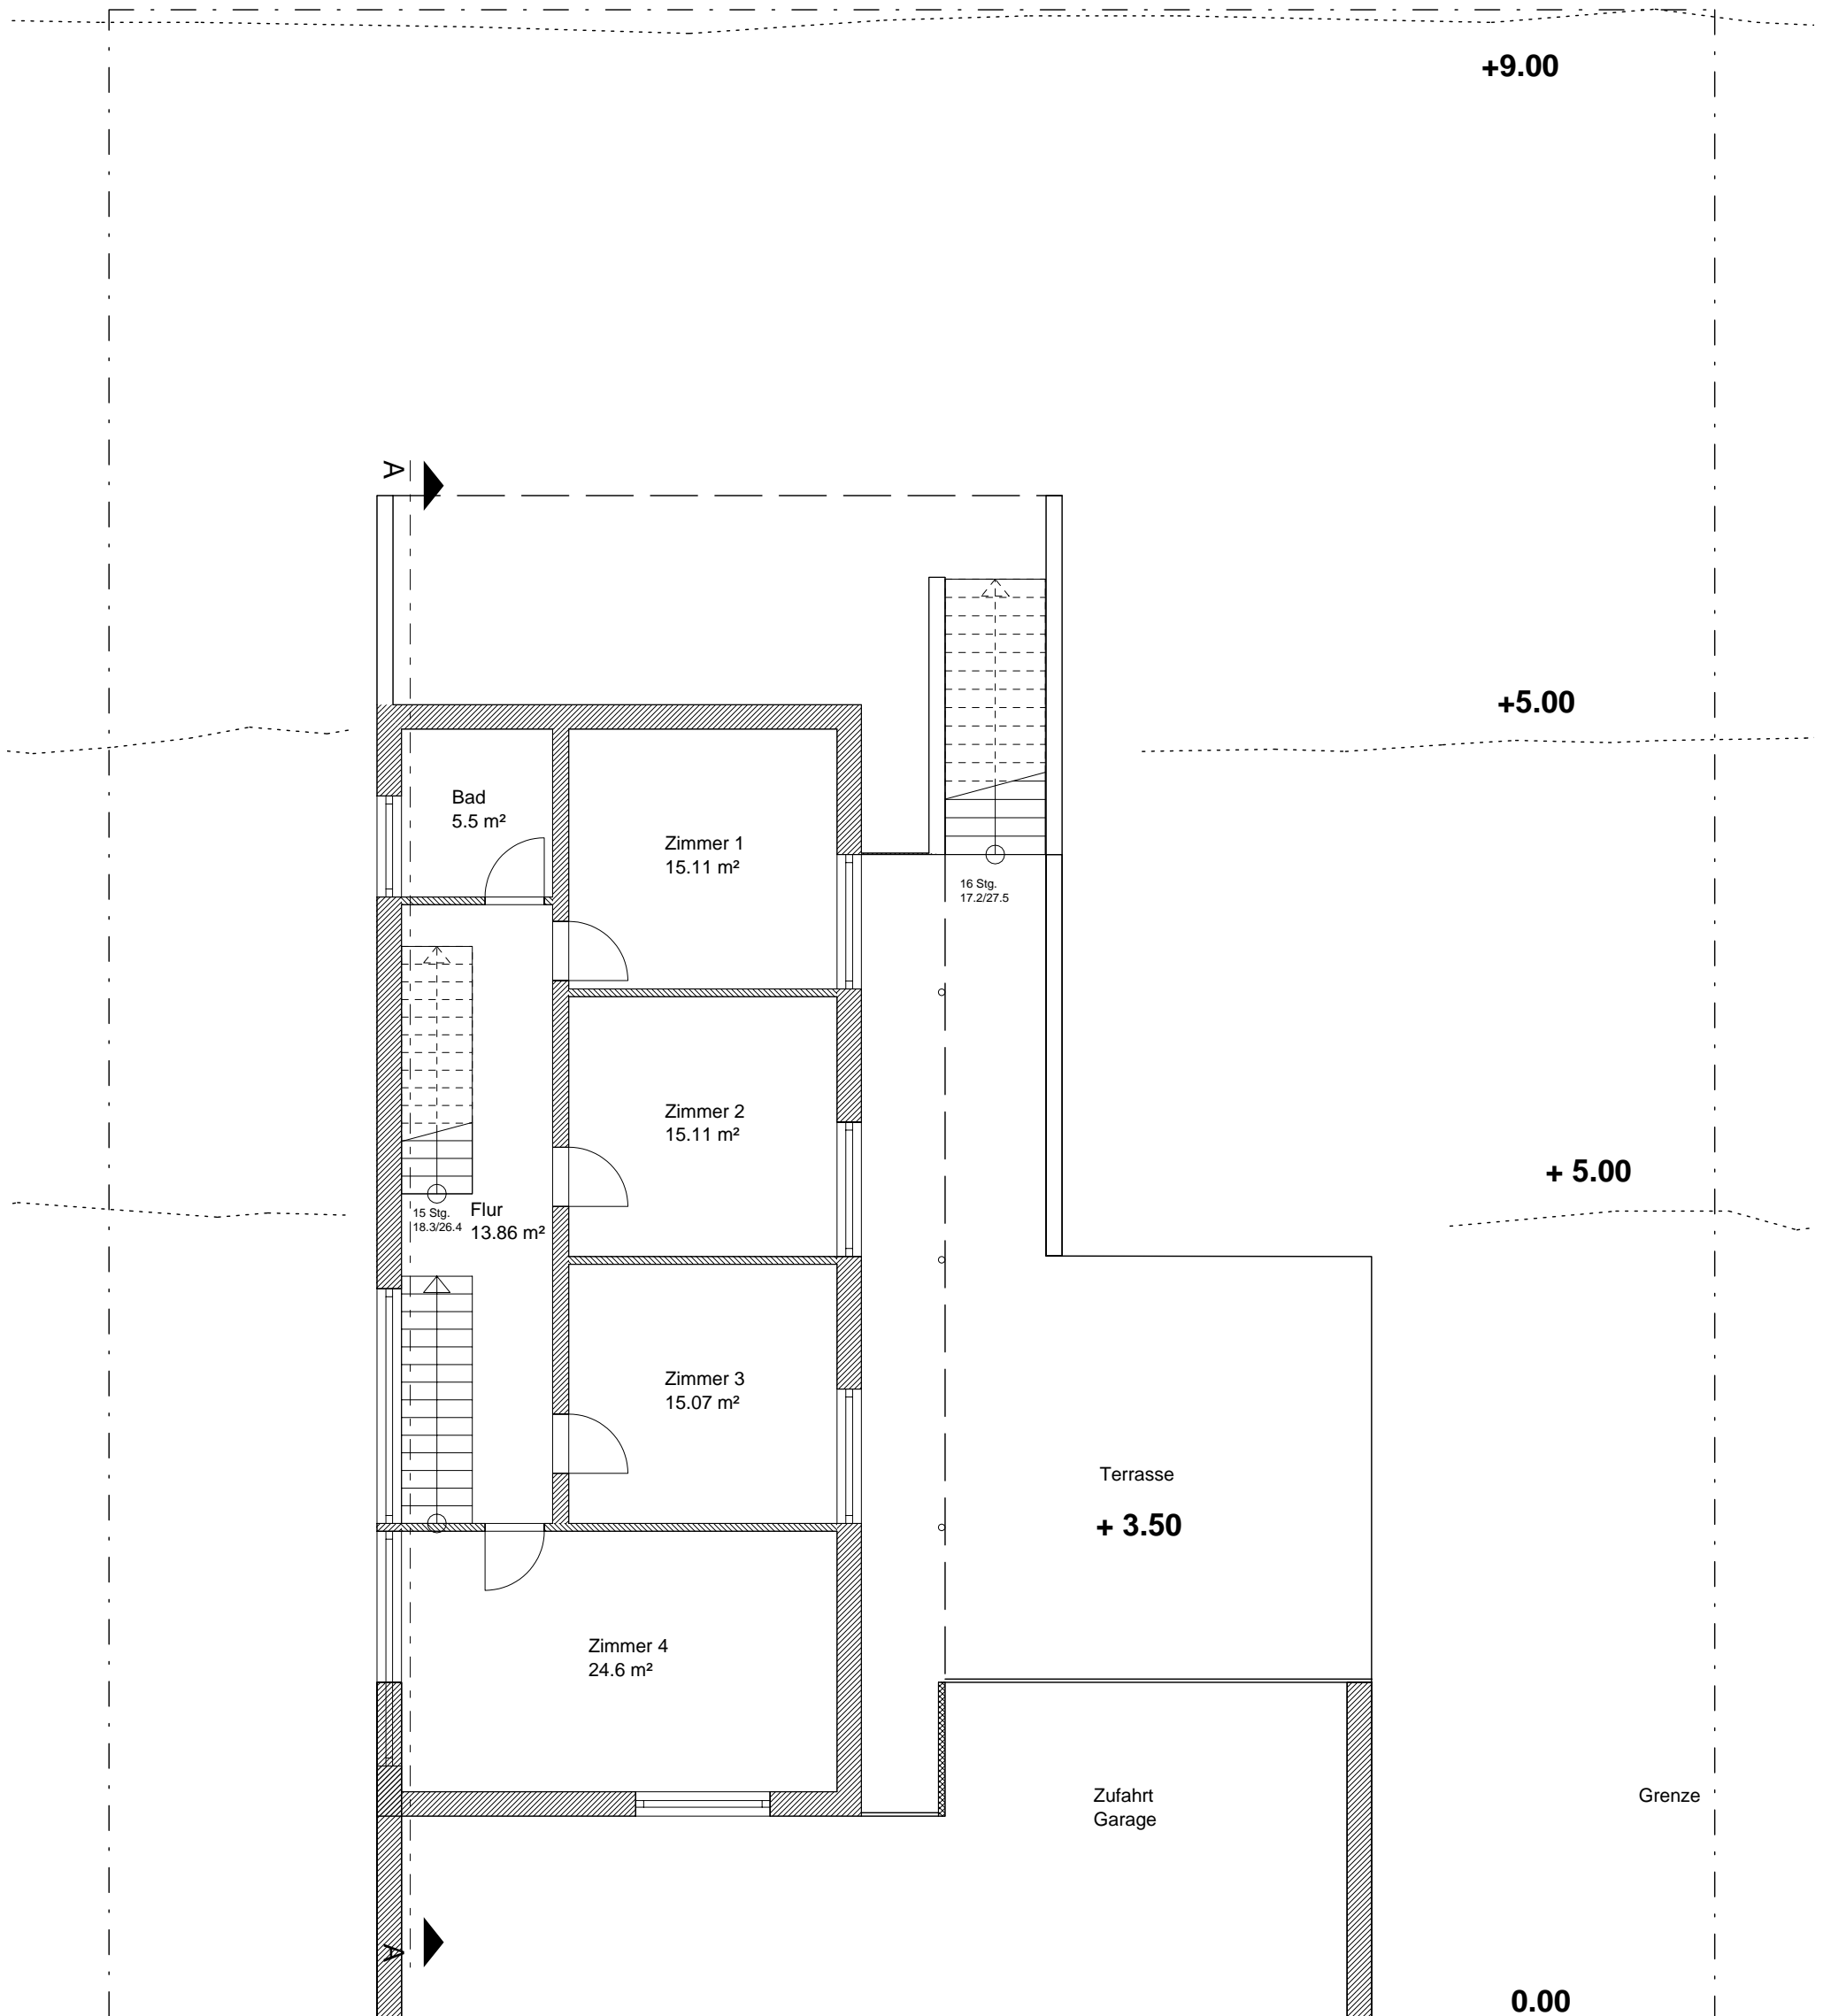 +9.00
A
+5.00
Bad
5.5 m²
Zimmer 1
15.11 m²
16 Stg.
17.2/27.5
Zimmer 2
15.11 m²
+ 5.00
15 Stg.
18.3/26.4
Flur
13.86 m²
Zimmer 3
15.07 m²
Terrasse
+ 3.50
Zimmer 4
24.6 m²
Zufahrt
Garage
Grenze
A
0.00